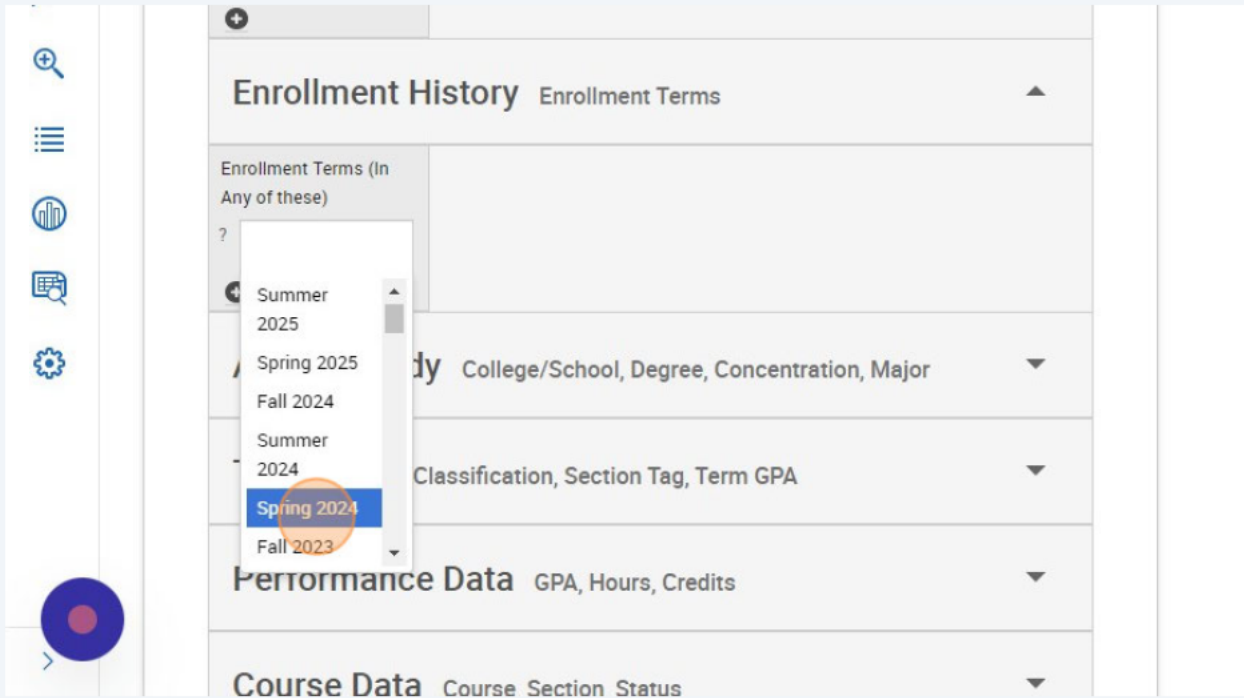 Enrollment History Enrollment Terms
Enrollment Terms (In
Any of these)
?
Summer
2025
Spring 2025
Fall 2024
Summer
2024
Spring 2024
Fall 2023
College/School, Degree, Concentration, Major
Classification, Section Tag, Term GPA
Performance Data GPA, Hours, Credits
Course Data Course Section Status